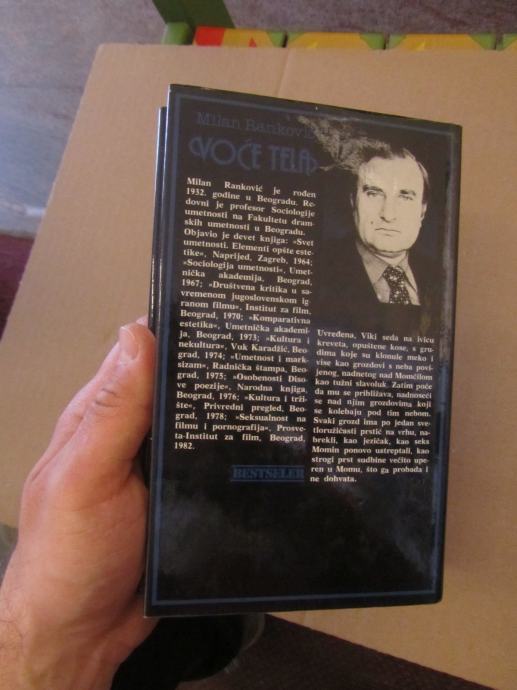 Milan Ranković
«VOĆE TELA»
Milan Ranković je rođen
1932. godine u Beogradu. Re-
dovni je profesor Sociologije
umetnosti na Fakultetu dram-
skih umetnosti u Beogradu.
Objavio je devet knjiga: »Svet
umetnosti. Elementi opšte este-
tike«, Naprijed, Zagreb, 1964;
»Sociologija umetnosti«, Umet-
nička akademija, Beograd,
1967; »Društvena kritika u sa-
vremenom jugoslovenskom ig-
ranom filmu«, Institut za film,
Beograd, 1970; »Komparativna
estetika«, Umetnička akademi-
ja, Beograd, 1973; »Kultura i
nekultura«, Vuk Karadžić, Beo-
grad, 1974; »Umetnost i mark-
sizam«, Radnička štampa, Beo-
grad, 1975; »Osobenosti Diso-
ve poezije«, Narodna knjiga,
Beograd, 1976; »Kultura i trži-
šte«, Privredni pregled, Beo-
grad, 1978; »Seksualnost na
filmu i pornografija«, Prosve-
ta-Institut za film, Beograd,
1982.
BESTSELER
Uvređena, Viki seda na ivicu
kreveta, opuštene kose, s gru-
dima koje su klonule meko i
vise kao grozdovi s neba povi-
jenog, nadnetog nad Momčilom
kao tužni slavoluk. Zatim poče
da mu se približava, nadnoseći
se nad njim grozdovima koji
se kolebaju pod tim nebom.
Svaki grozd ima po jedan sve-
tloružičasti prstić na vrhu, na-
brekli, kao jezičak, kao seks
Momin ponovo ustreptali, kao
strogi prst sudbine večito upe-
ren u Momu, što ga probada i
ne dohvata.